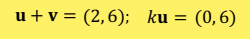 u + v = (2, 6); ku = (0, 6)